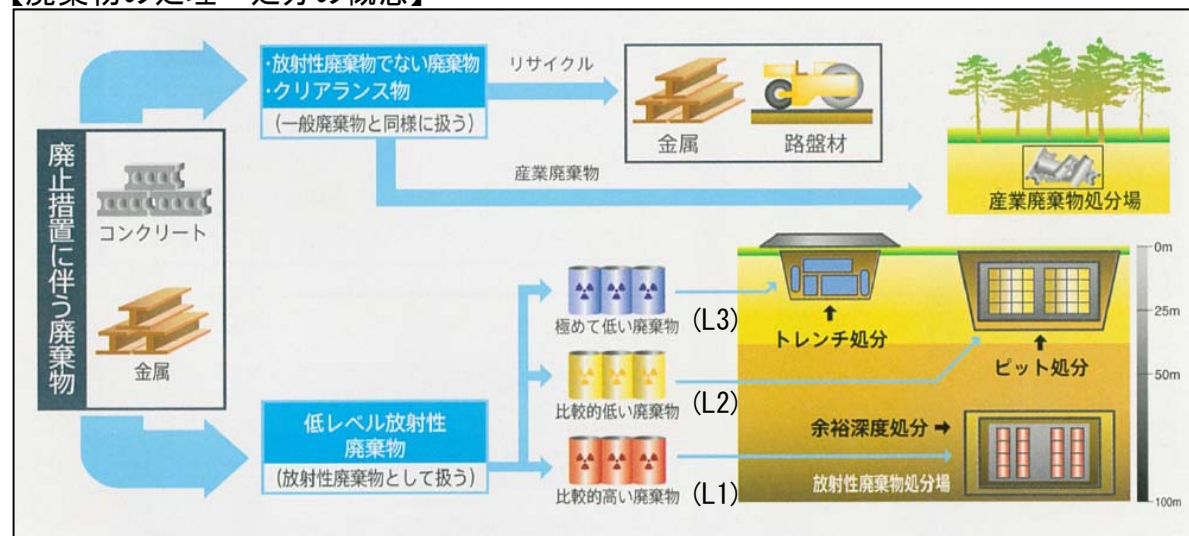 【廃棄物の処理・処分の概念】
廃止措置に伴う廃棄物
コンクリート
金属
・放射性廃棄物でない廃棄物
・クリアランス物
(一般廃棄物と同様に扱う)
リサイクル
金属
路盤材
産業廃棄物
産業廃棄物処分場
低レベル放射性
廃棄物
(放射性廃棄物として扱う)
極めて低い廃棄物 (L3)
比較的低い廃棄物 (L2)
比較的高い廃棄物 (L1)
トレンチ処分
ピット処分
余裕深度処分
放射性廃棄物処分場
0m
25m
50m
100m